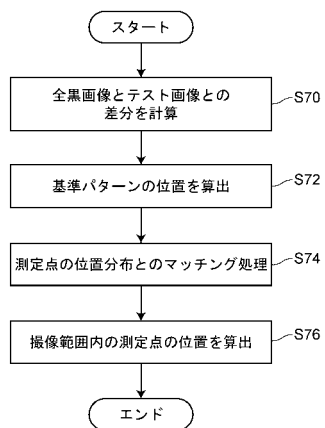 スタート
全黒画像とテスト画像との
差分を計算
S70
基準パターンの位置を算出
S72
測定点の位置分布とのマッチング処理
S74
撮像範囲内の測定点の位置を算出
S76
エンド